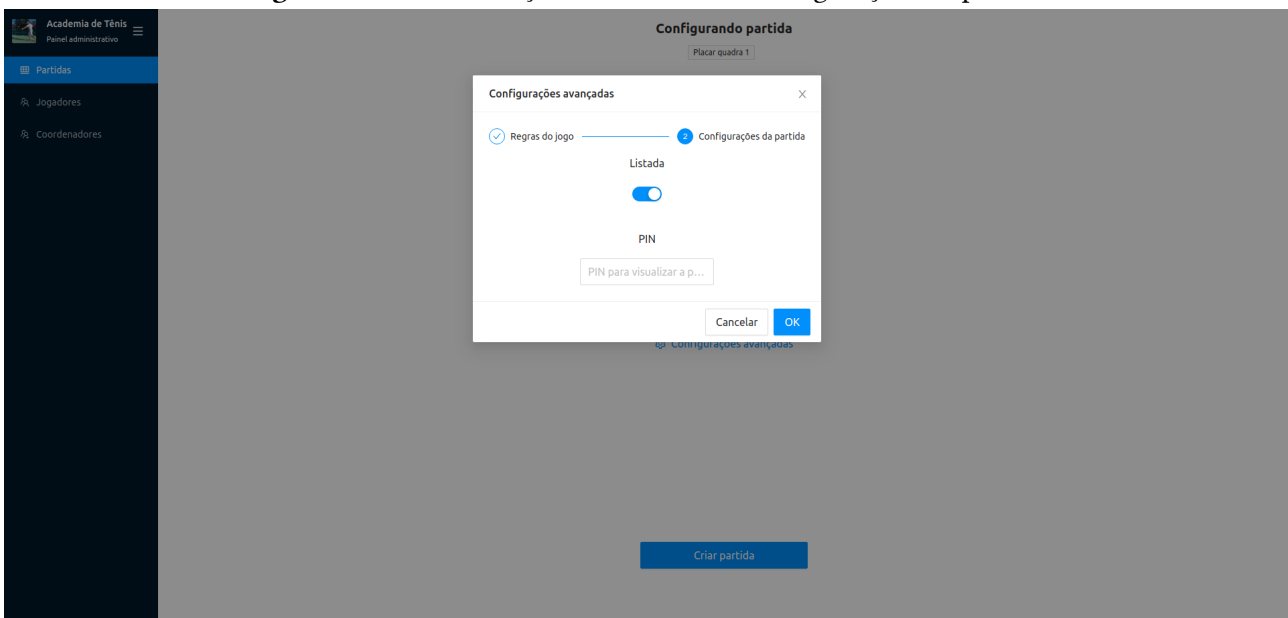 Academia de Tênis
Painel administrativo
Partidas
Jogadores
Coordenadores
Configurando partida
Placar quadra 1
Configurações avançadas
Regras do jogo
2 Configurações da partida
Listada
PIN
PIN para visualizar a p...
Cancelar OK
Configurações avançadas
Criar partida